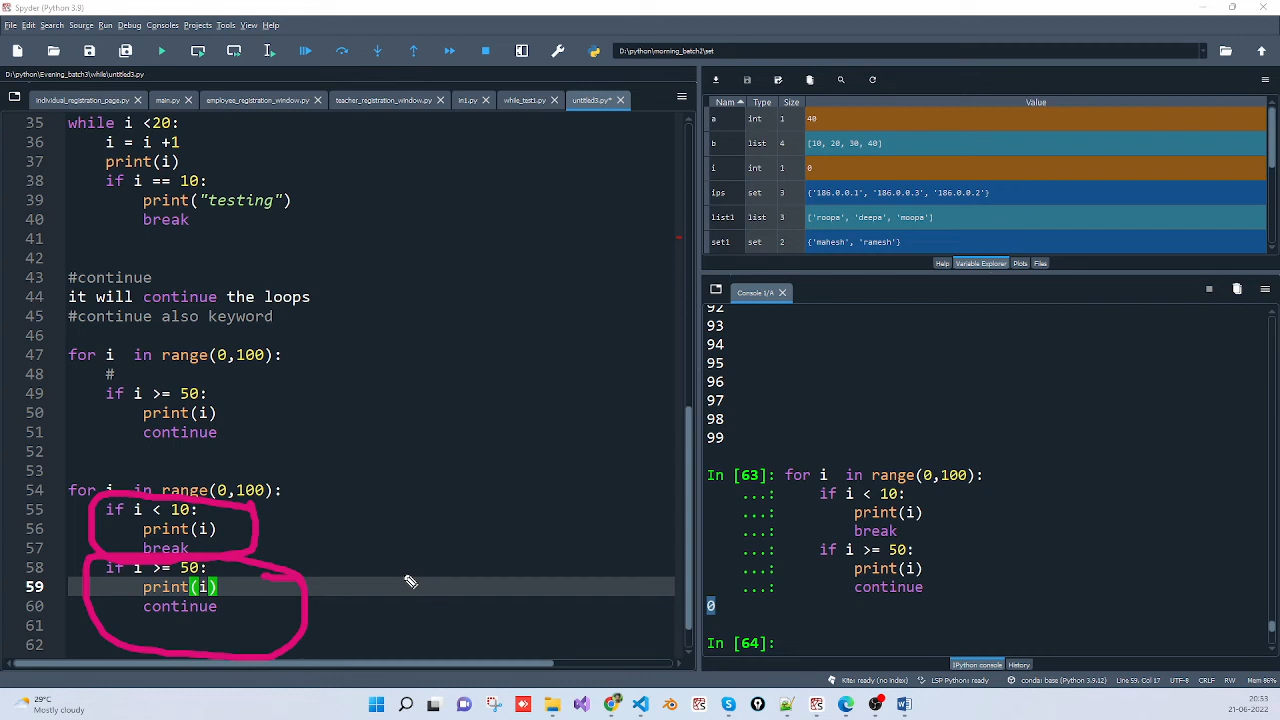 Spyder (Python 3.9)
File Edit Search Source Run Debug Consoles Projects Tools View Help
D:\python\morning_batch2\set
D:\python\Evening_batch3\while\untitled3.py
individual_registration_page.py main.py employee_registration_window.py teacher_registration_window.py in1.py while_test1.py untitled3.py*
35 while i <20:
36 i = i +1
37 print(i)
38 if i == 10:
39 print("testing")
40 break
41
42
43 #continue
44 it will continue the loops
45 #continue also keyword
46
47 for i  in range(0,100):
48 #
49 if i >= 50:
50 print(i)
51 continue
52
53
54 for i  in range(0,100):
55 if i < 10:
56 print(i)
57 break
58 if i >= 50:
59 print(i)
60 continue
61
62
Nam Type Size Value
a int 1 40
b list 4 [10, 20, 30, 40]
i int 1 0
ips set 3 {'186.0.0.1', '186.0.0.3', '186.0.0.2'}
list1 list 3 ['roopa', 'deepa', 'moopa']
set1 set 2 {'mahesh', 'ramesh'}
Help Variable Explorer Plots Files
Console 1/A
92
93
94
95
96
97
98
99
In [63]: for i  in range(0,100):
...: if i < 10:
...: print(i)
...: break
...: if i >= 50:
...: print(i)
...: continue
0
In [64]:
IPython console History
Kite: ready (no index) LSP Python: ready conda: base (Python 3.9.12) Line 59, Col 17 UTF-8 CRLF RW Mem 86%
29°C
Mostly cloudy
20:33
21-06-2022